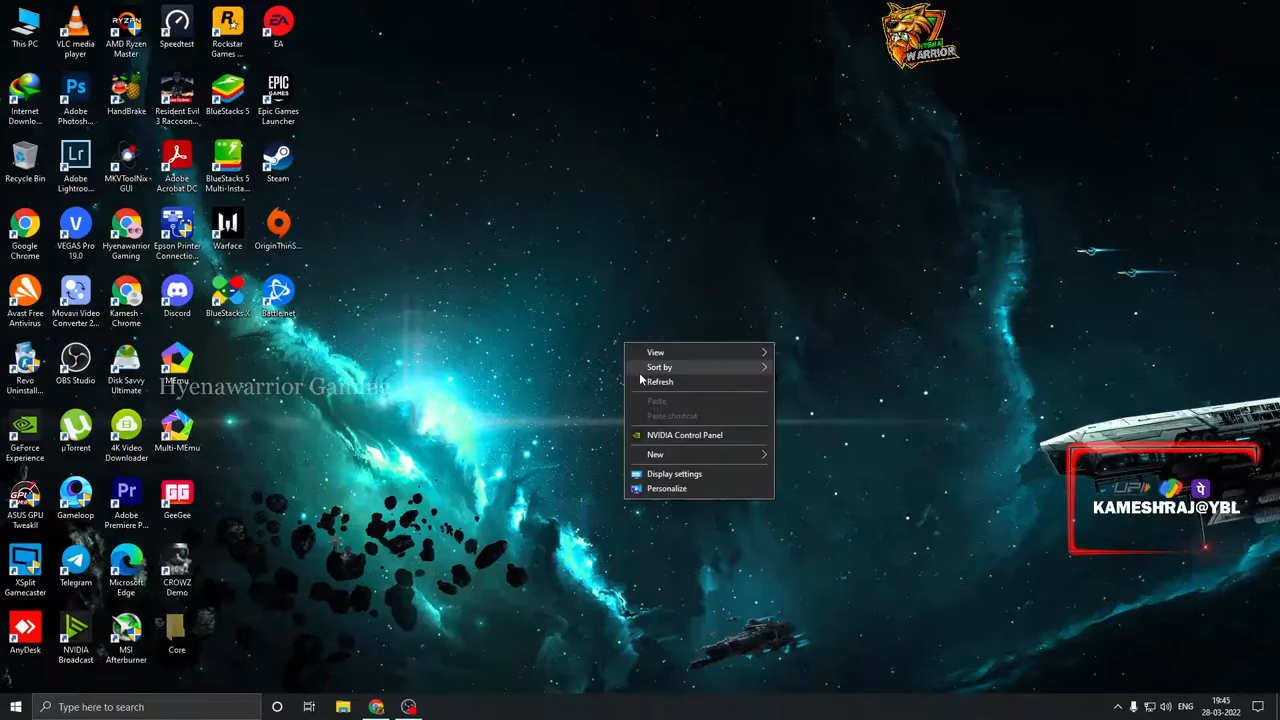 This PC
VLC media
player
AMD Ryzen
Master
Speedtest
Rockstar
Games ...
EA
Internet
Downlo...
Adobe
Photosh...
HandBrake
Resident Evil
3 Raccoon...
BlueStacks 5
Epic Games
Launcher
Recycle Bin
Adobe
Lightroo...
MKVToolNix
GUI
Adobe
Acrobat DC
BlueStacks 5
Multi-Insta...
Steam
Google
Chrome
VEGAS Pro
19.0
Hyenawarrior
Gaming
Epson Printer
Connectio...
Warface
OriginThinS...
Avast Free
Antivirus
Movavi Video
Converter 2...
Kamesh -
Chrome
Discord
BlueStacks X
Battle.net
Revo
Uninstall...
OBS Studio
Disk Savvy
Ultimate
MEmu
Hyenawarrior Gaming
GeForce
Experience
µTorrent
4K Video
Downloader
Multi-MEmu
ASUS GPU
TweakII
Gameloop
Adobe
Premiere P...
GeeGee
XSplit
Gamecaster
Telegram
Microsoft
Edge
CROWZ
Demo
AnyDesk
NVIDIA
Broadcast
MSI
Afterburner
Core
View
Sort by
Refresh
Paste
Paste shortcut
NVIDIA Control Panel
New
Display settings
Personalize
HYENA
WARRIOR
UPI
KAMESHRAJ@YBL
Type here to search
ENG
19:45
28-03-2022